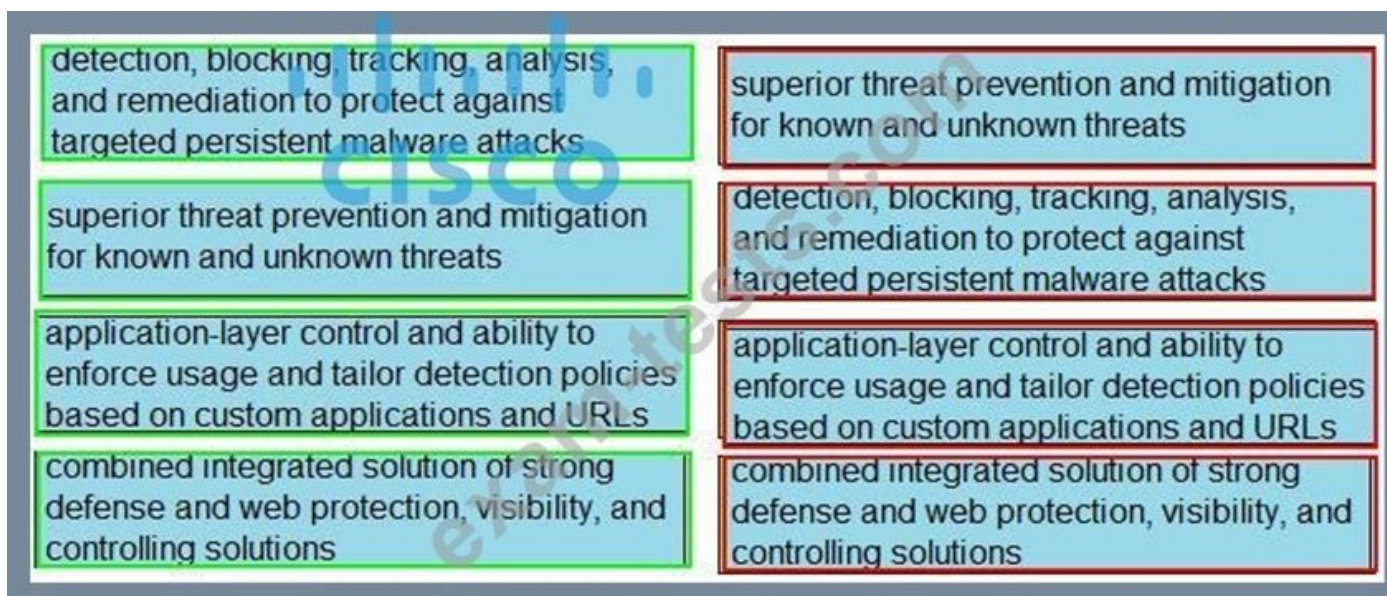 detection, blocking, tracking, analysis,
and remediation to protect against
targeted persistent malware attacks
superior threat prevention and mitigation
for known and unknown threats
application-layer control and ability to
enforce usage and tailor detection policies
based on custom applications and URLs
combined integrated solution of strong
defense and web protection, visibility, and
controlling solutions
superior threat prevention and mitigation
for known and unknown threats
detection, blocking, tracking, analysis,
and remediation to protect against
targeted persistent malware attacks
application-layer control and ability to
enforce usage and tailor detection policies
based on custom applications and URLs
combined integrated solution of strong
defense and web protection, visibility, and
controlling solutions
cisco
exam-tests.com